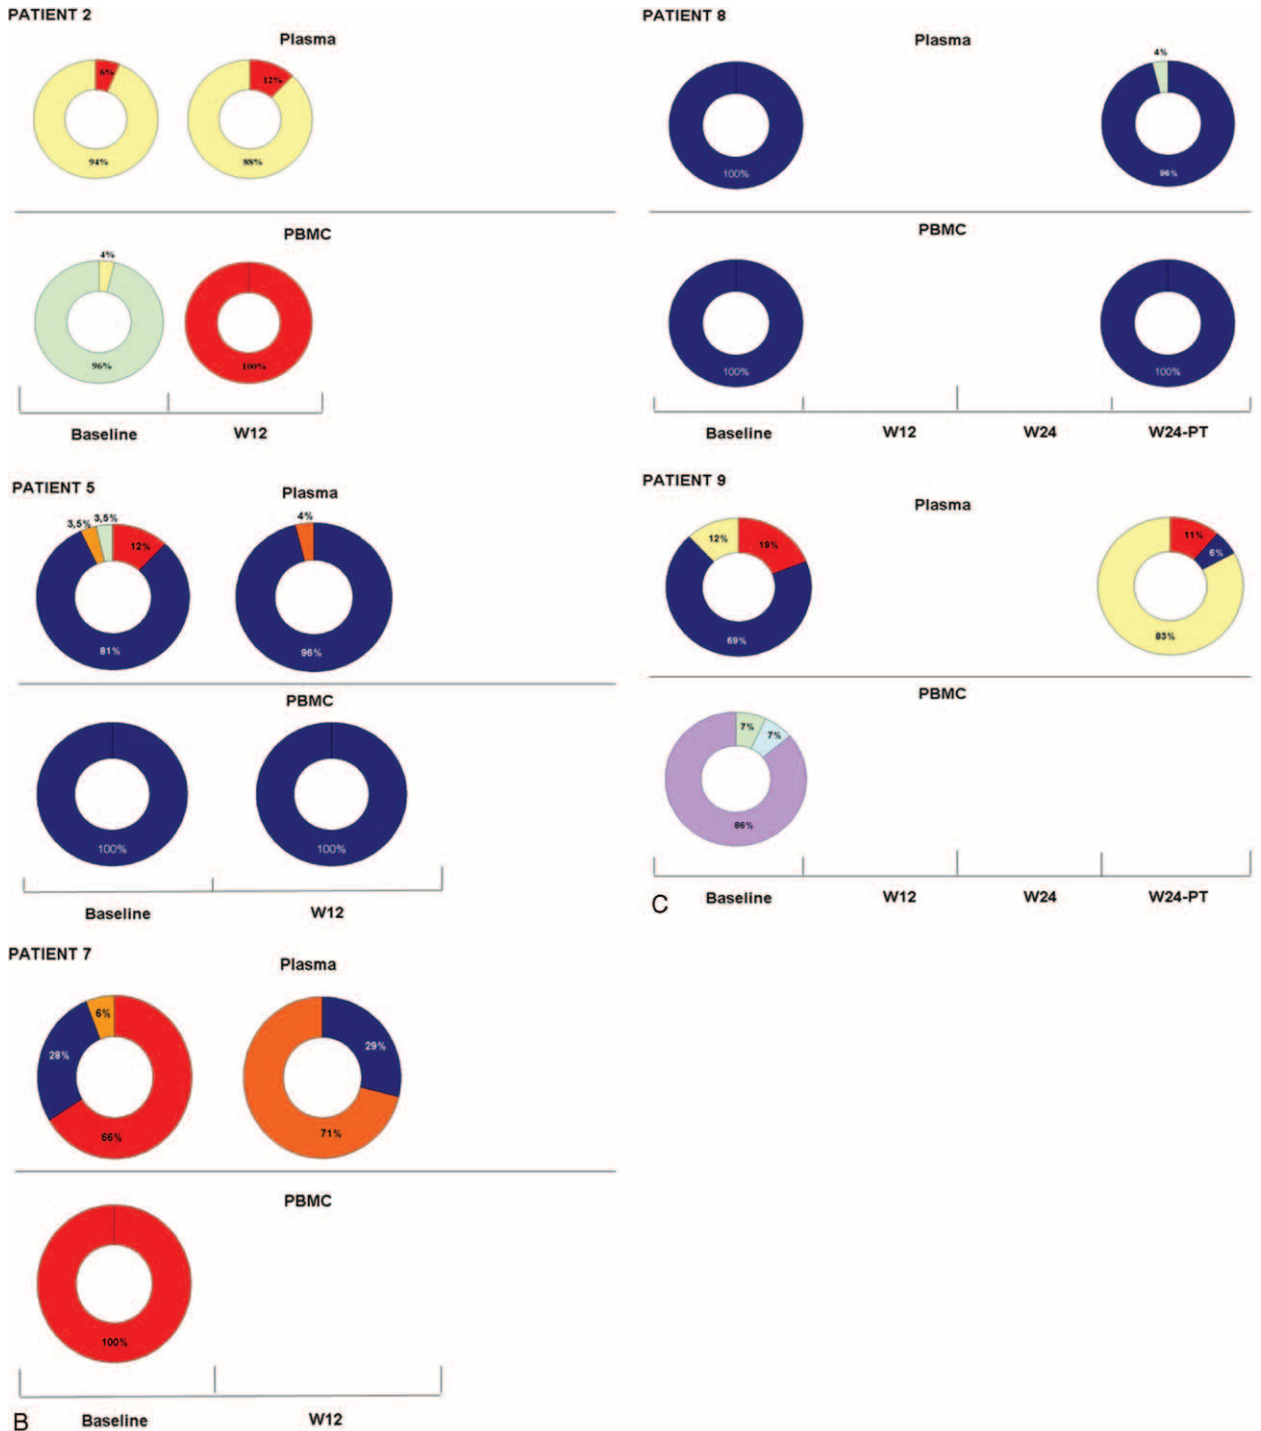 PATIENT 2
Plasma
6%
94%
12%
88%
PBMC
4%
96%
100%
Baseline W12
PATIENT 5
Plasma
3,5% 3,5%
12%
81%
4%
96%
PBMC
100%
100%
Baseline W12
PATIENT 7
Plasma
6%
28%
66%
29%
71%
PBMC
100%
Baseline W12
B
PATIENT 8
Plasma
100%
4%
96%
PBMC
100%
100%
Baseline W12 W24 W24-PT
PATIENT 9
Plasma
12%
19%
69%
11%
6%
83%
PBMC
7%
7%
86%
Baseline W12 W24 W24-PT
C